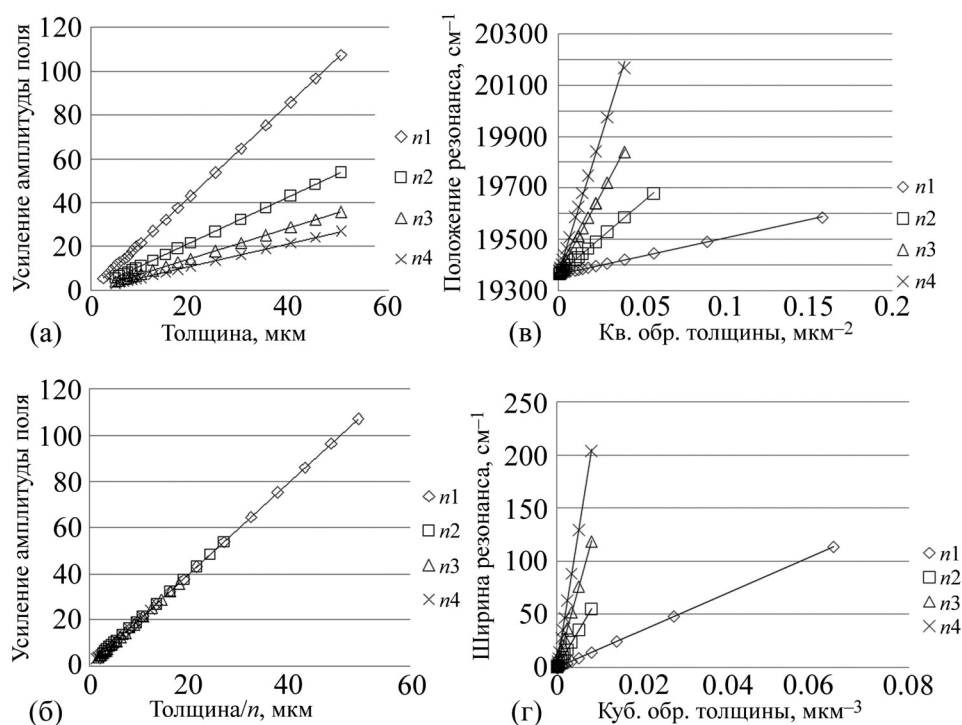 Усиление амплитуды поля
120
100
80
60
40
20
0
0
20
40
60
Толщина, мкм
(а)
n1
n2
n3
n4
Положение резонанса, см–1
20300
20100
19900
19700
19500
19300
0
0.05
0.1
0.15
0.2
Кв. обр. толщины, мкм–2
(в)
n1
n2
n3
n4
Усиление амплитуды поля
120
100
80
60
40
20
0
0
20
40
60
Толщина/n, мкм
(б)
n1
n2
n3
n4
Ширина резонанса, см–1
250
200
150
100
50
0
0
0.02
0.04
0.06
0.08
Куб. обр. толщины, мкм–3
(г)
n1
n2
n3
n4